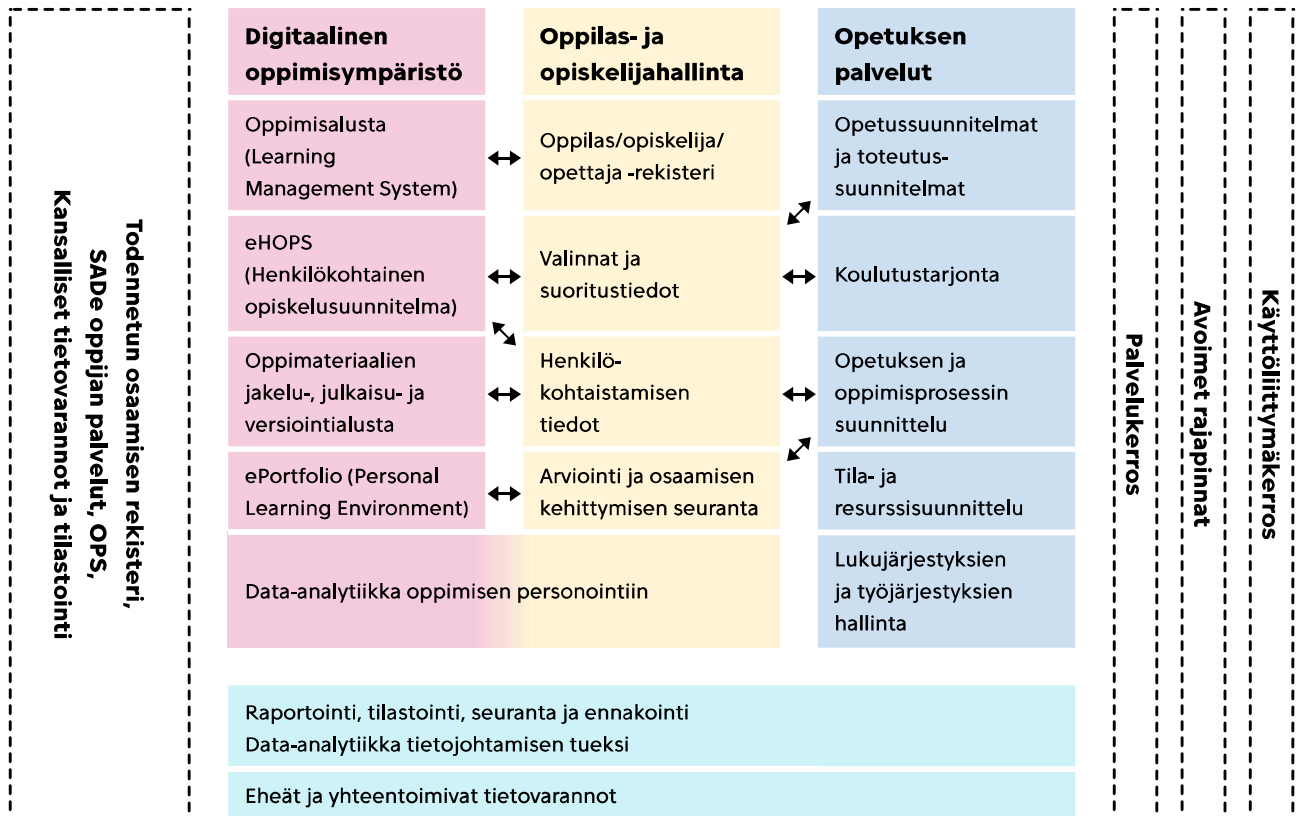 Todennetun osaamisen rekisteri,
SADe oppijan palvelut, OPS,
Kansalliset tietovarannot ja tilastointi
Digitaalinen
oppimisympäristö
Oppimisalusta
(Learning
Management System)
eHOPS
(Henkilökohtainen
opiskelusuunnitelma)
Oppimateriaalien
jakelu-, julkaisu- ja
versiointialusta
ePortfolio (Personal
Learning Environment)
Oppilas- ja
opiskelijahallinta
Oppilas/opiskelija/
opettaja -rekisteri
Valinnat ja
suoritustiedot
Henkilö-
kohtaistamisen
tiedot
Arviointi ja osaamisen
kehittymisen seuranta
Data-analytiikka oppimisen personointiin
Opetuksen
palvelut
Opetussuunnitelmat
ja toteutus-
suunnitelmat
Koulutustarjonta
Opetuksen ja
oppimisprosessin
suunnittelu
Tila- ja
resurssisuunnittelu
Lukujärjestyksien
ja työjärjestyksien
hallinta
Raportointi, tilastointi, seuranta ja ennakointi
Data-analytiikka tietojohtamisen tueksi
Eheät ja yhteentoimivat tietovarannot
Palvelukerros
Avoimet rajapinnat
Käyttöliittymäkerros